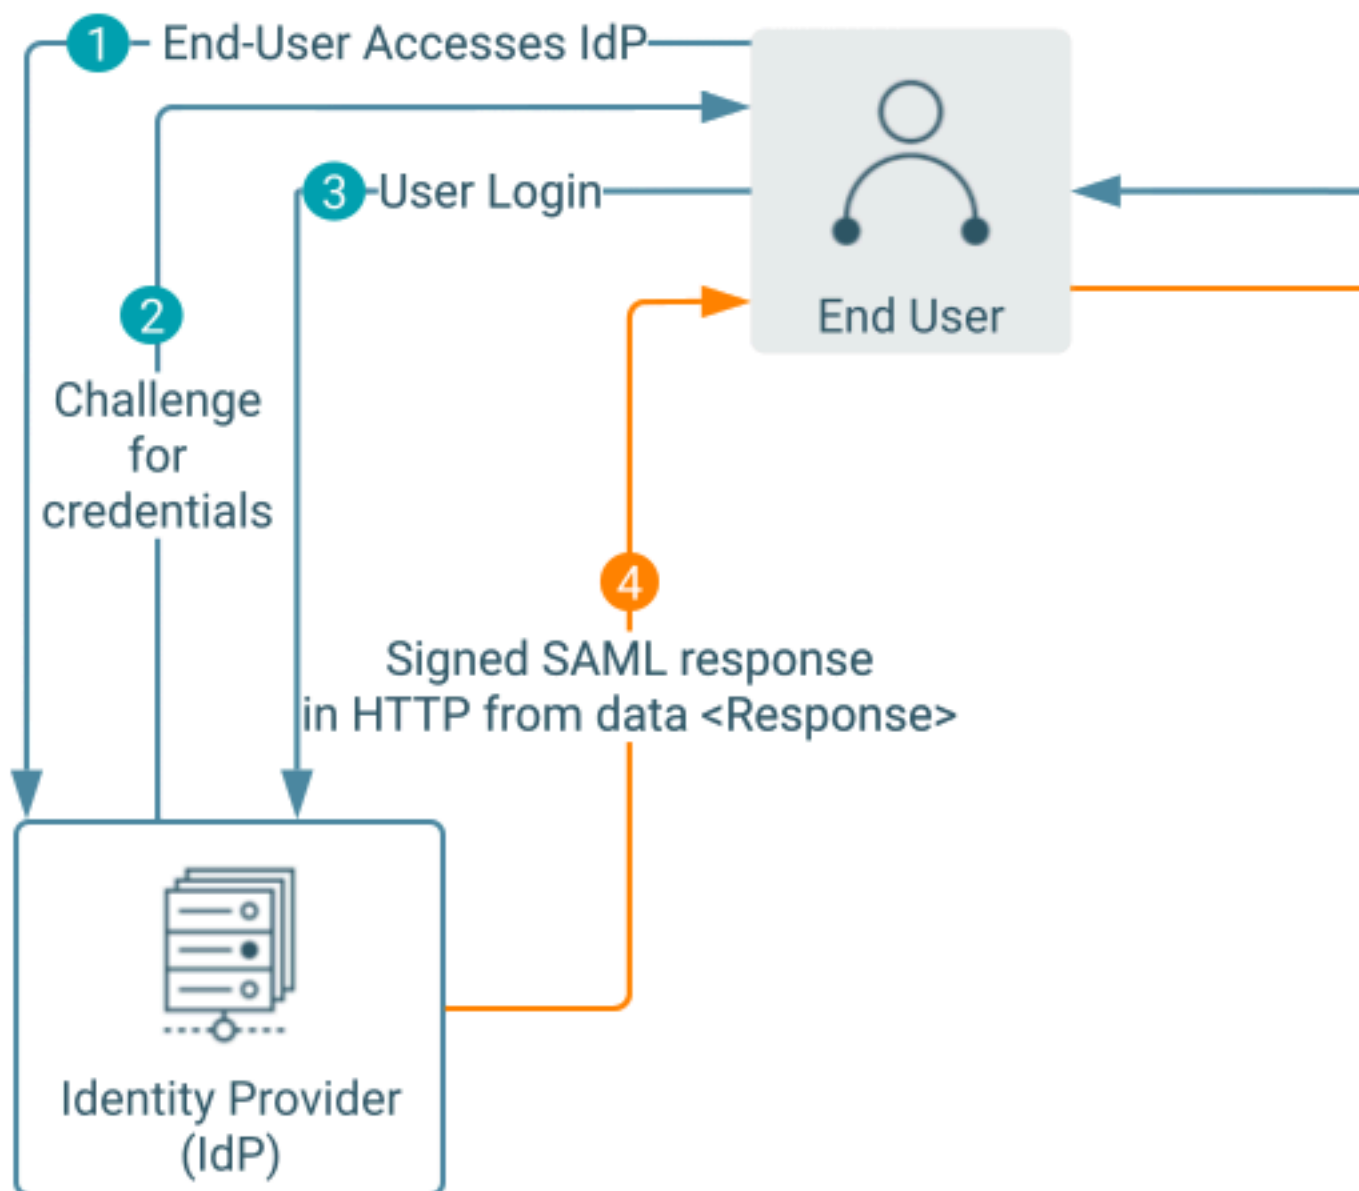 1 End-User Accesses IdP
3 User Login
2
Challenge
for
credentials
End User
4
Signed SAML response
in HTTP from data <Response>
Identity Provider
(IdP)